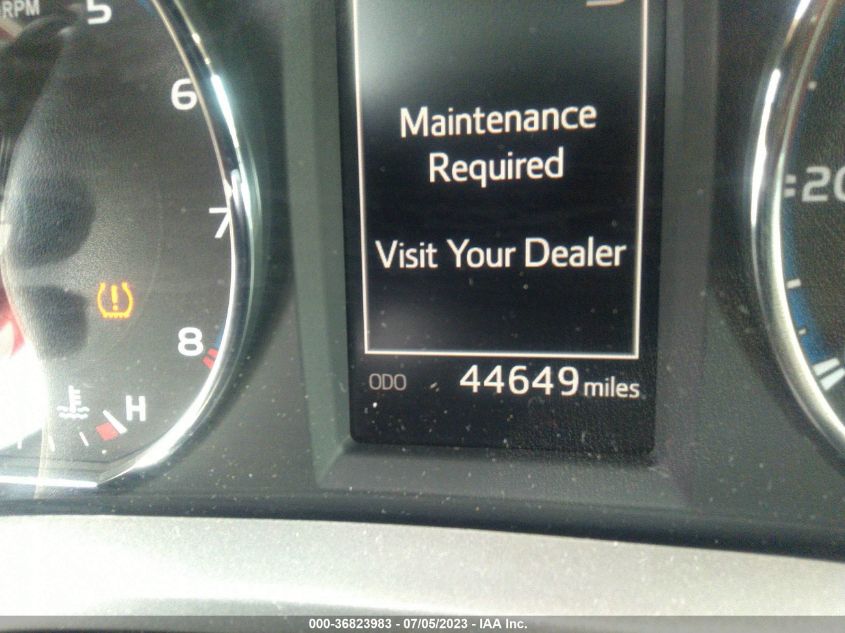 RPM
5
6
7
8
H
Maintenance
Required
Visit Your Dealer
ODO 44649 miles
20
000-36823983 - 07/05/2023 - IAA Inc.